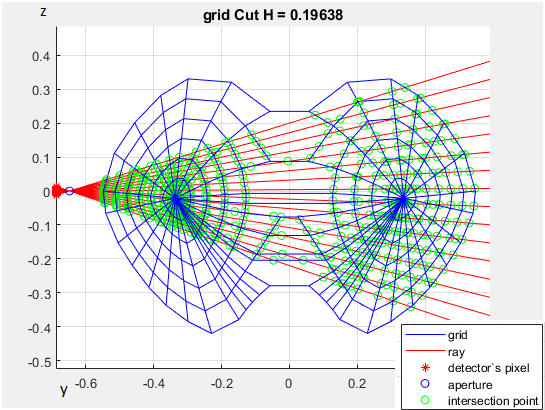 z
grid Cut H = 0.19638
0.4
0.3
0.2
0.1
0
-0.1
-0.2
-0.3
-0.4
-0.5
y
-0.6 -0.4 -0.2 0 0.2
grid
ray
detector`s pixel
aperture
intersection point